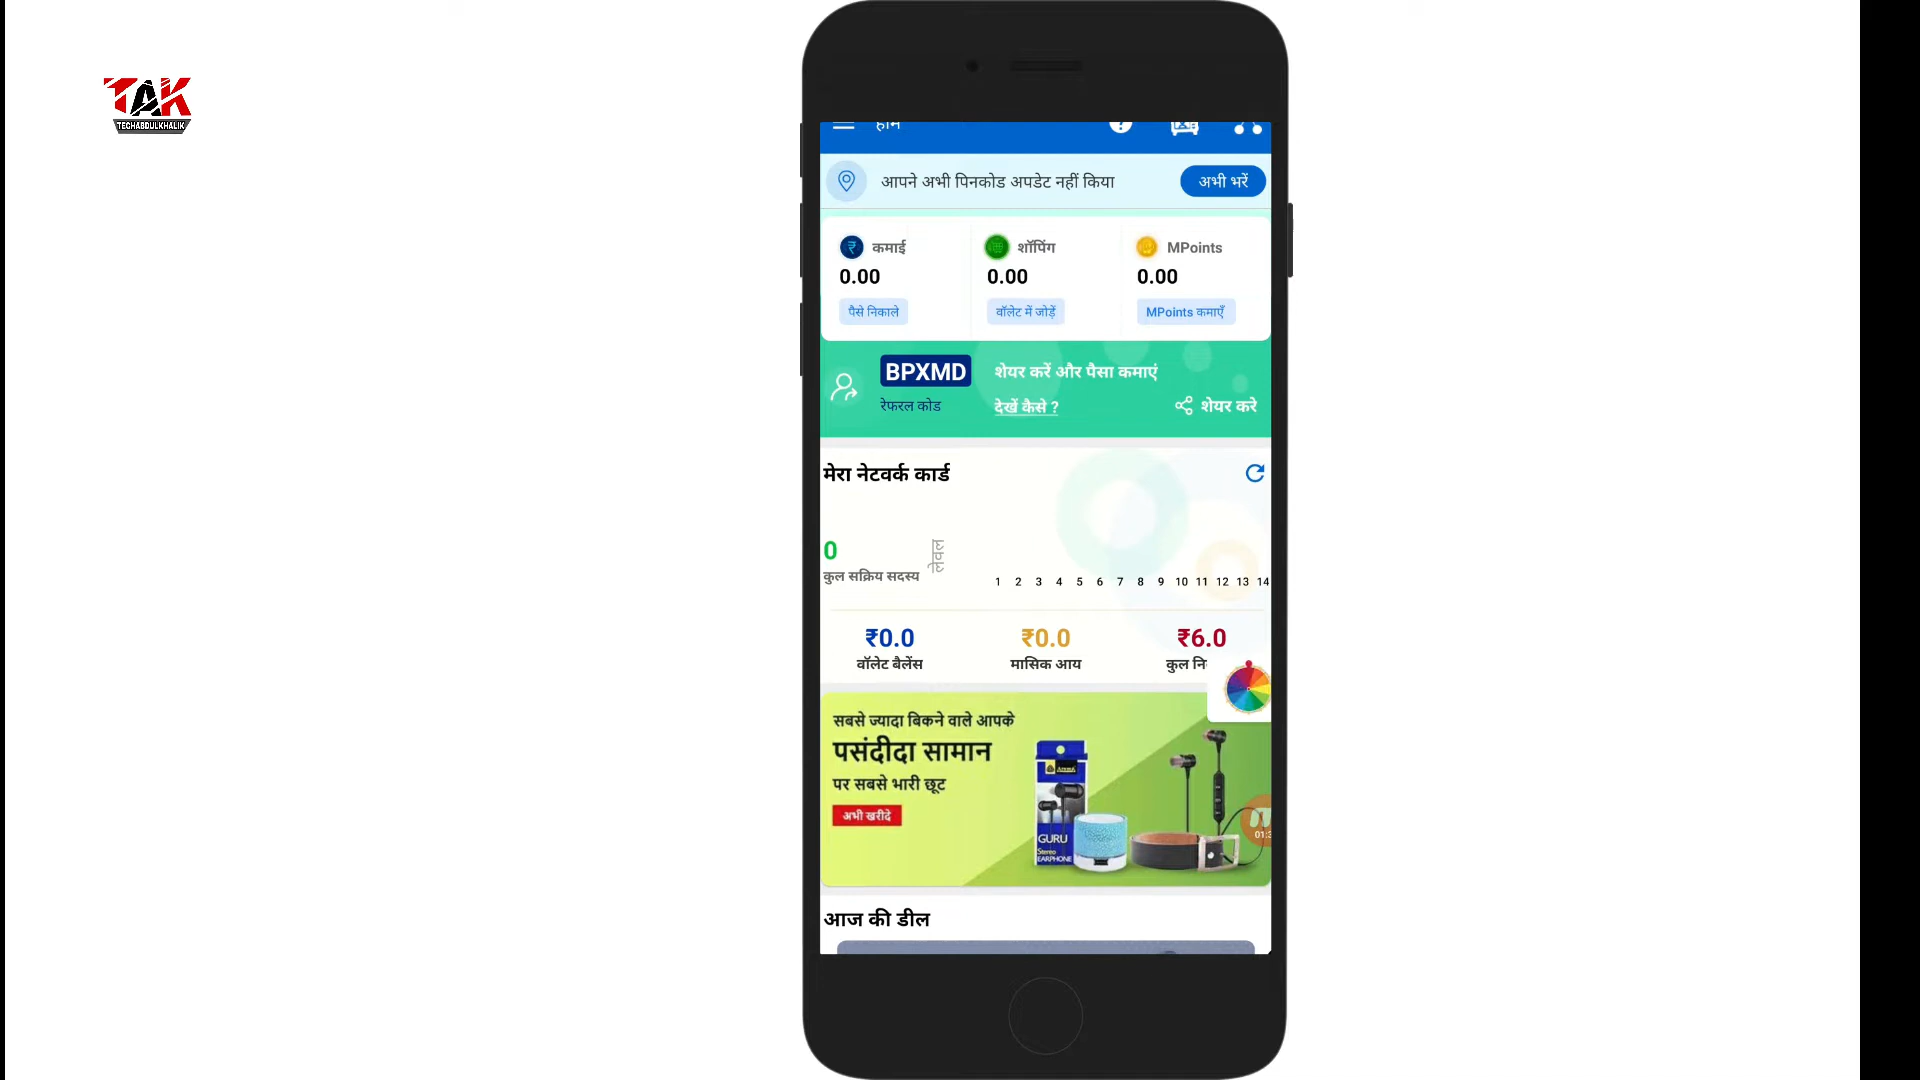 TAK
TECHABDULKHALIK
होम
?
आपने अभी पिनकोड अपडेट नहीं किया
अभी भरें
₹ कमाई
शॉपिंग
MPoints
0.00
0.00
0.00
पैसे निकाले
वॉलेट में जोड़ें
MPoints कमाएँ
BPXMD
शेयर करें और पैसा कमाएं
रेफरल कोड
देखें कैसे ?
शेयर करे
मेरा नेटवर्क कार्ड
0
लेवल
कुल सक्रिय सदस्य
1 2 3 4 5 6 7 8 9 10 11 12 13 14
₹0.0
₹0.0
₹6.0
वॉलेट बैलेंस
मासिक आय
कुल
सबसे ज्यादा बिकने वाले आपके
पसंदीदा सामान
पर सबसे भारी छूट
अभी खरीदे
GURU
Stereo
EARPHONE
आज की डील